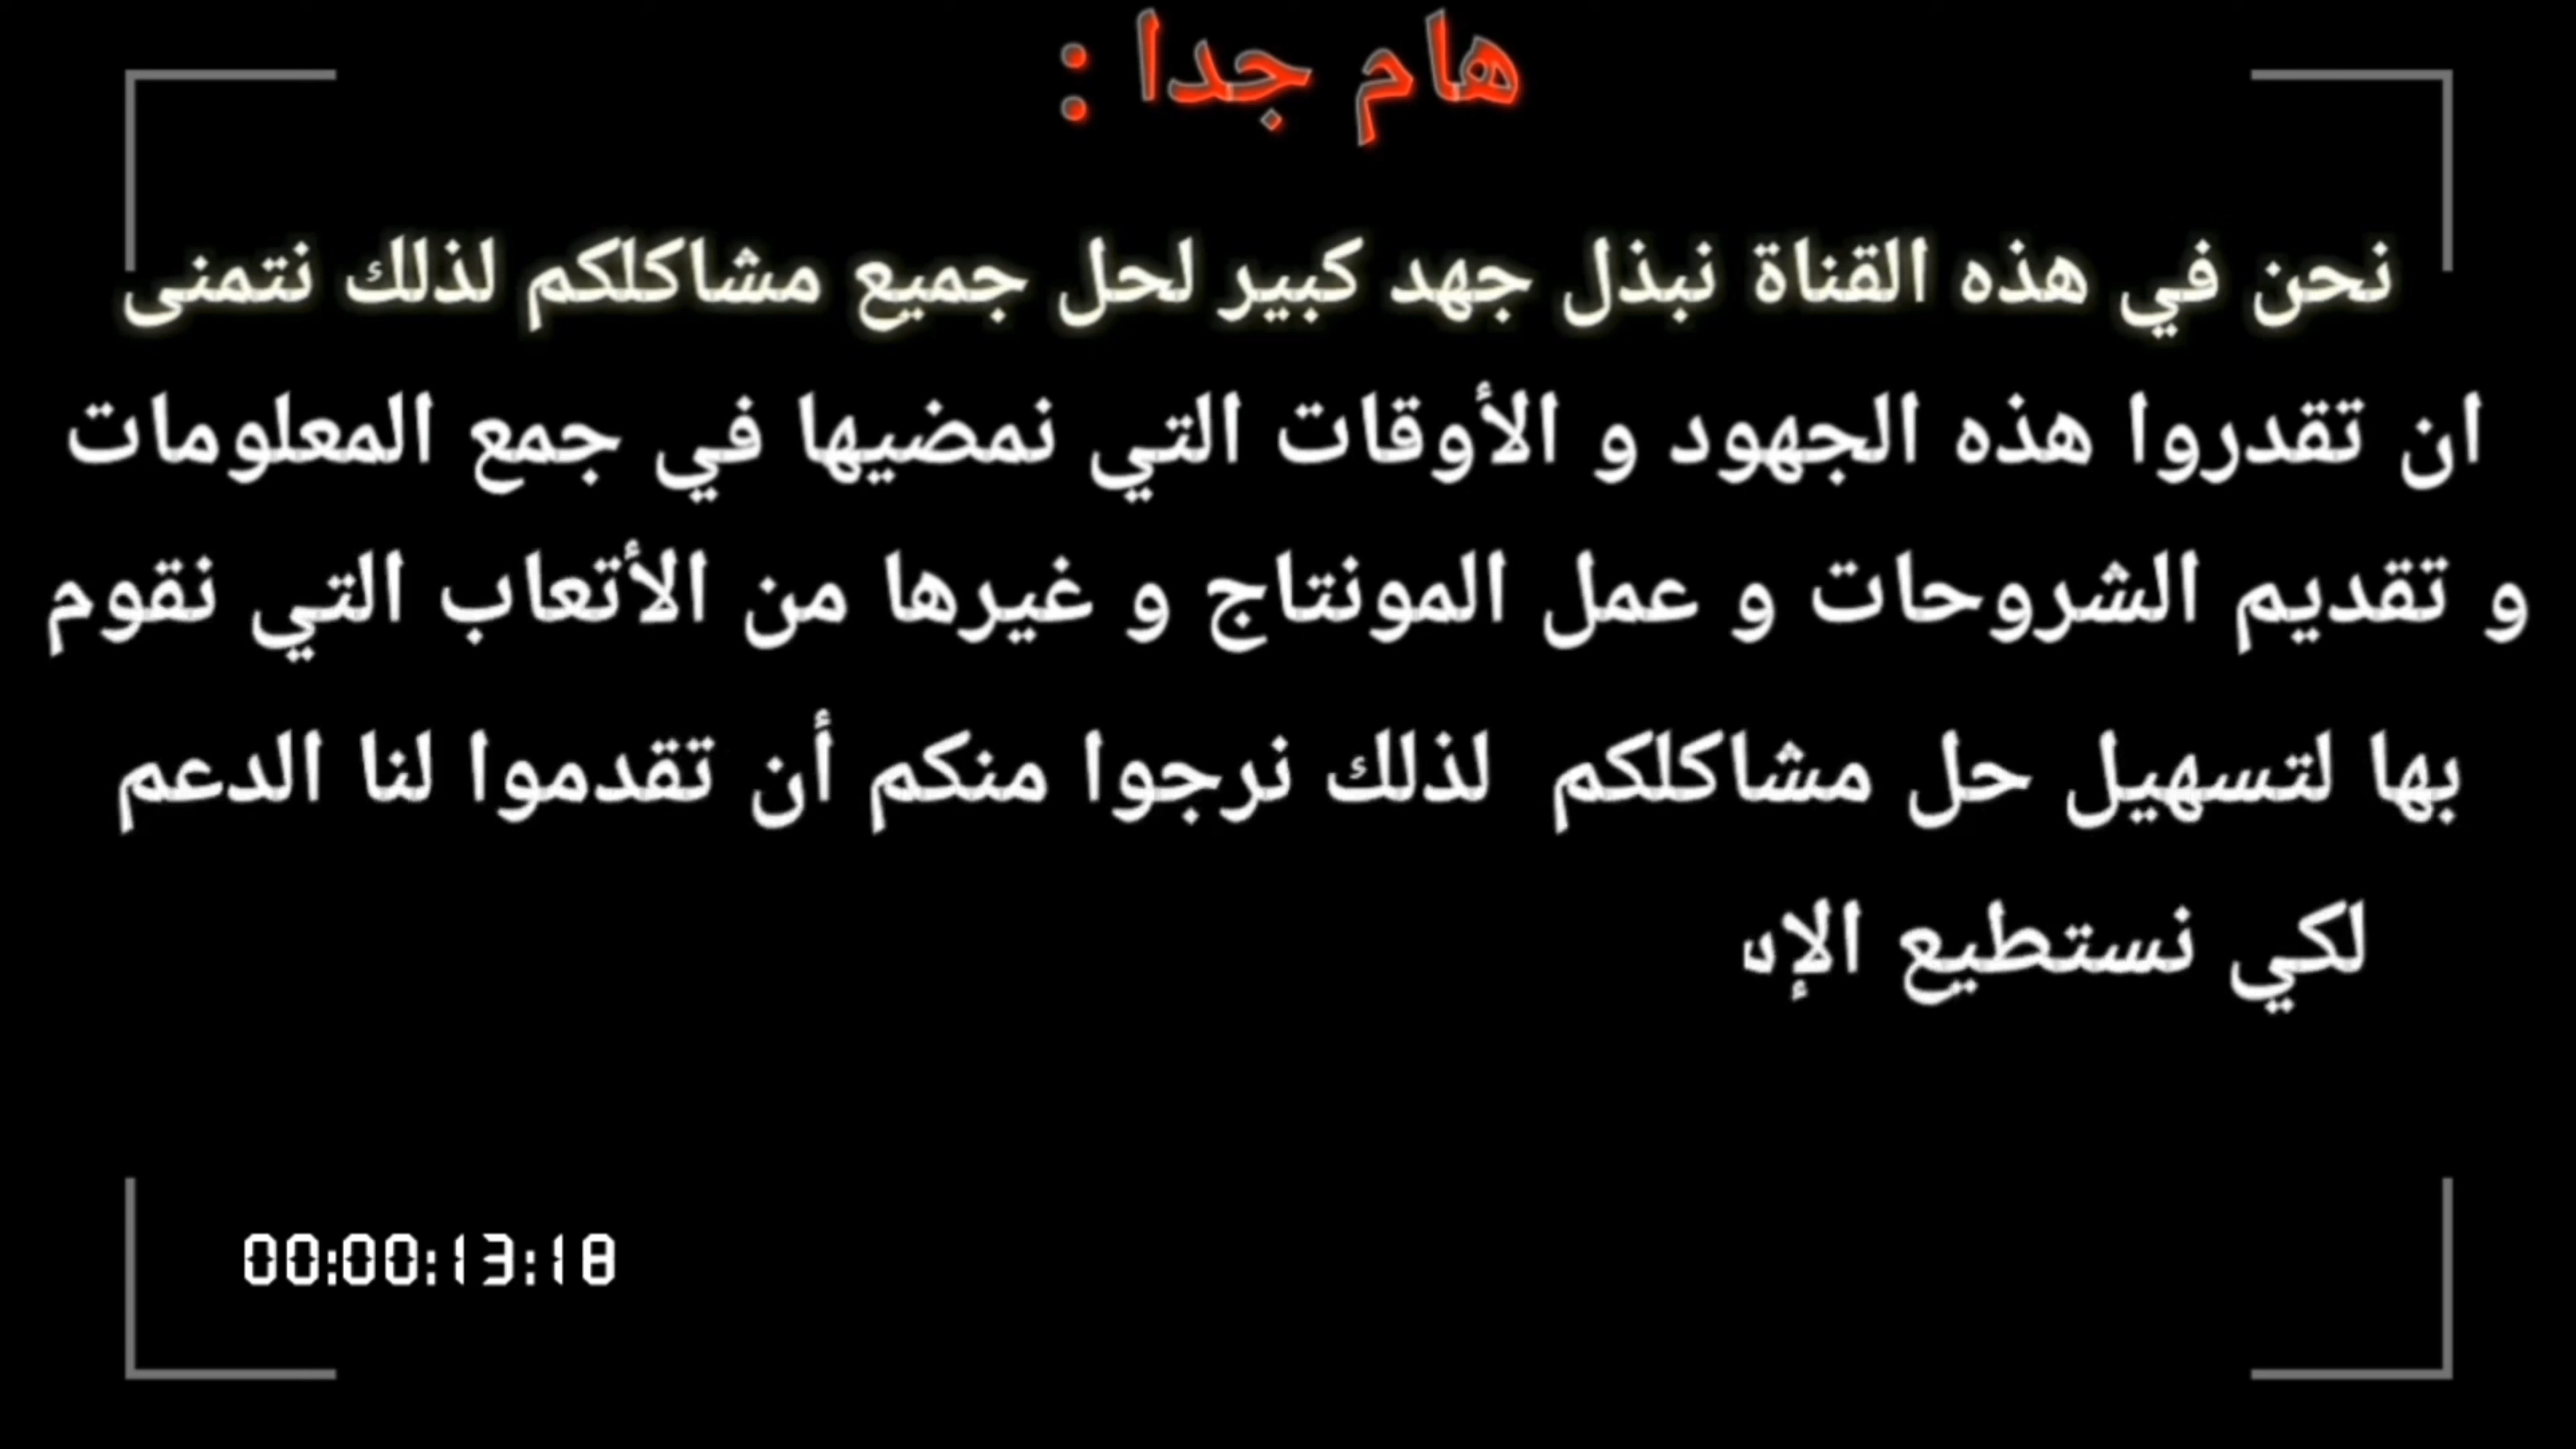 هام جدا :
نحن في هذه القناة نبذل جهد كبير لحل جميع مشاكلكم لذلك نتمنى
ان تقدروا هذه الجهود و الأوقات التي نمضيها في جمع المعلومات
و تقديم الشروحات و عمل المونتاج و غيرها من الأتعاب التي نقوم
بها لتسهيل حل مشاكلكم لذلك نرجوا منكم أن تقدموا لنا الدعم
لكي نستطيع
00:00:13:18